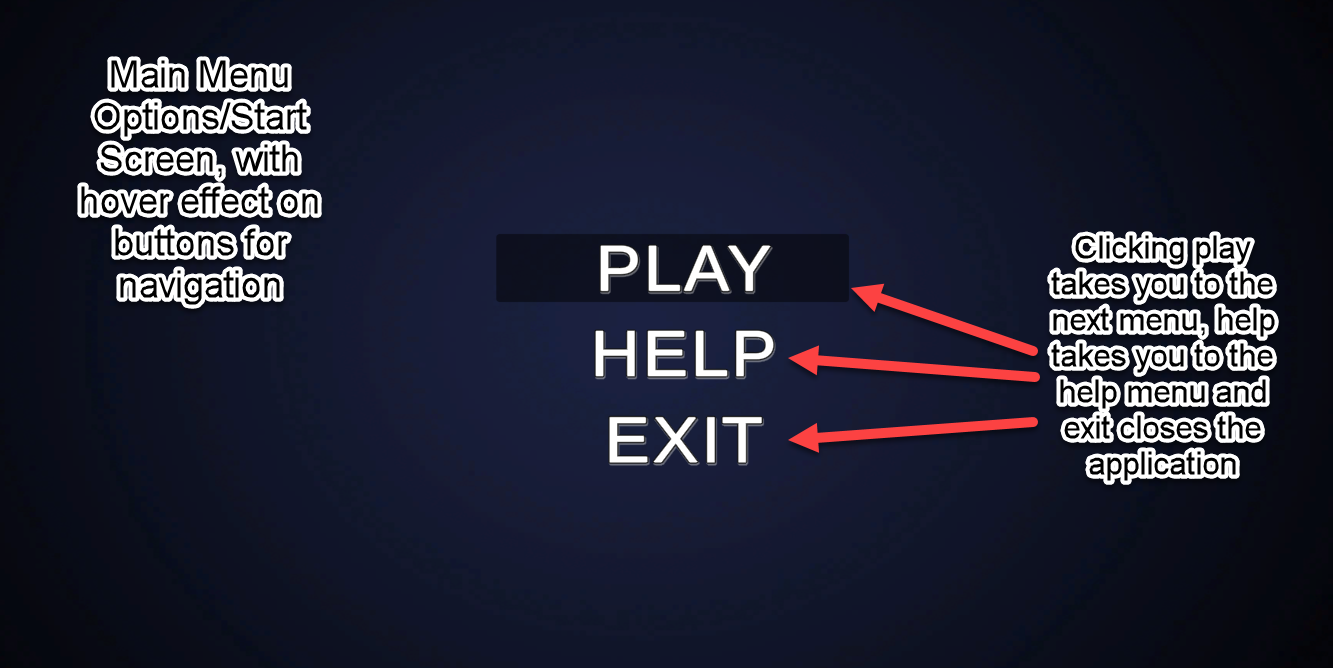 Main Menu
Options/Start
Screen, with
hover effect on
buttons for
navigation
PLAY
HELP
EXIT
Clicking play
takes you to the
next menu, help
takes you to the
help menu and
exit closes the
application